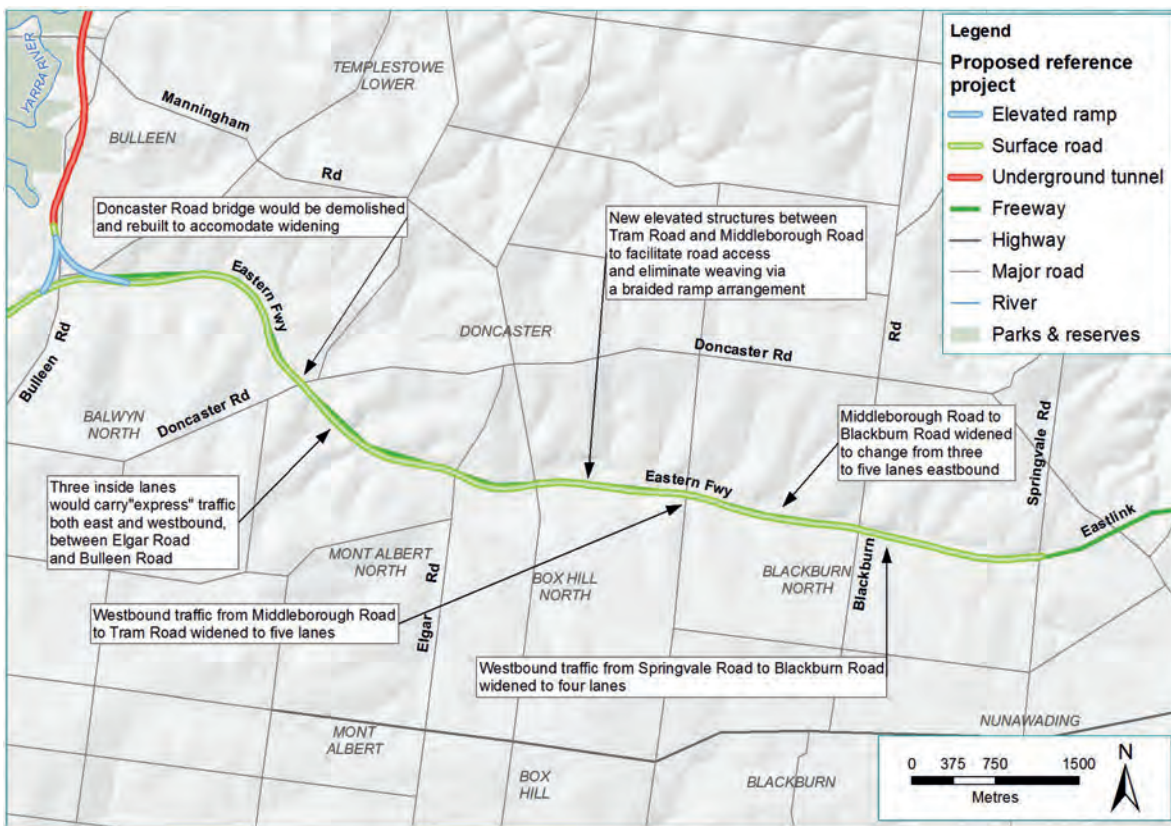 YARRA RIVER
BULLEEN
Manningham
Rd
TEMPLESTOWE
LOWER
Legend
Proposed reference
project
Elevated ramp
Surface road
Underground tunnel
Freeway
Highway
Major road
River
Parks & reserves
Doncaster Road bridge would be demolished
and rebuilt to accomodate widening
New elevated structures between
Tram Road and Middleborough Road
to facilitate road access
and eliminate weaving via
a braided ramp arrangement
Eastern Fwy
Bulleen Rd
DONCASTER
Doncaster Rd
Rd
BALWYN
NORTH
Doncaster Rd
Middleborough Road to
Blackburn Road widened
to change from three
to five lanes eastbound
Springvale Rd
Three inside lanes
would carry"express" traffic
both east and westbound,
between Elgar Road
and Bulleen Road
Eastern Fwy
Eastlink
MONT ALBERT
NORTH
Elgar Rd
BOX HILL
NORTH
BLACKBURN
NORTH
Blackburn
Westbound traffic from Middleborough Road
to Tram Road widened to five lanes
Westbound traffic from Springvale Road to Blackburn Road
widened to four lanes
NUNAWADING
MONT
ALBERT
BOX
HILL
BLACKBURN
0 375 750 1500
Metres
N